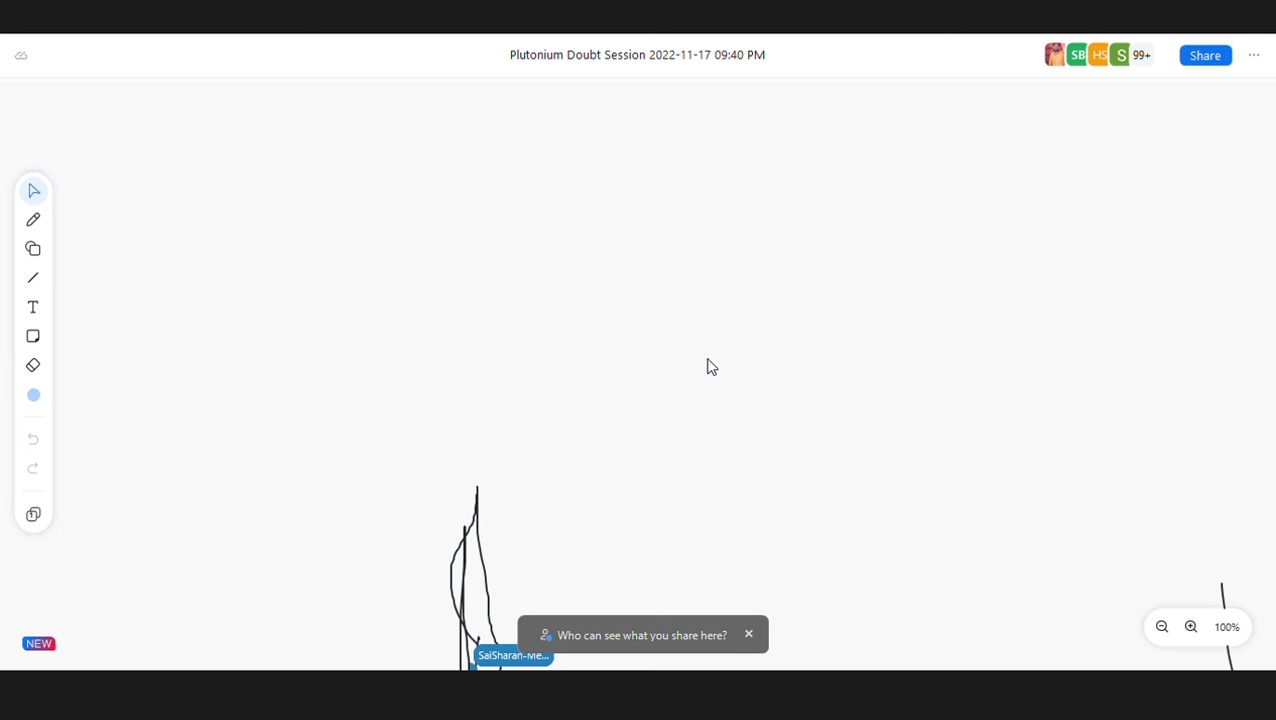 Plutonium Doubt Session 2022-11-17 09:40 PM
SB
HS
S
99+
Share
T
1
Who can see what you share here?
SaiSharan-Me...
NEW
100%